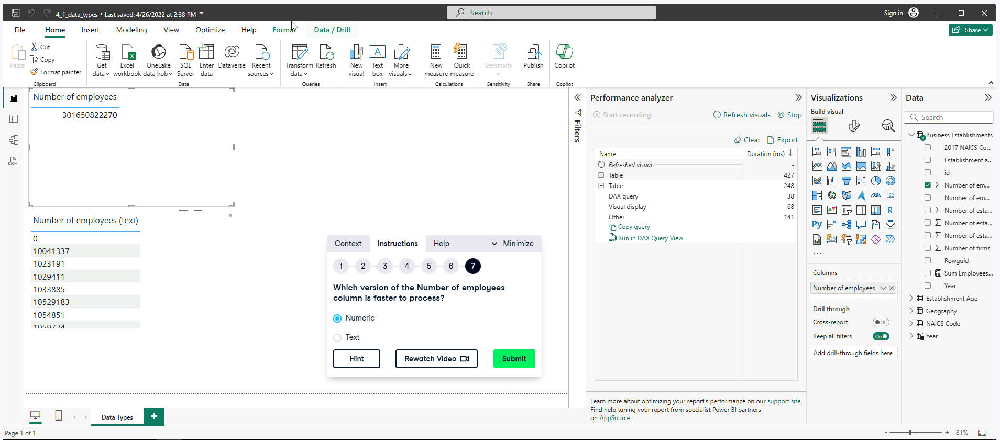 4_1_data_types • Last saved: 4/26/2022 at 2:38 PM
Search
Sign in
File
Home
Insert
Modeling
View
Optimize
Help
Format
Data / Drill
Share
Paste
Cut
Copy
Format painter
Clipboard
Get data
Excel workbook
OneLake data hub
SQL Server
Enter data
Dataverse
Recent sources
Data
Transform data
Refresh
Queries
New visual
Text box
More visuals
Insert
New measure
Quick measure
Calculations
Sensitivity
Sensitivity
Publish
Share
Copilot
Copilot
Number of employees
301650822270
Number of employees (text)
0
10041337
1023191
1029411
1033885
10529183
1054851
1059724
Context
Instructions
Help
Minimize
1 2 3 4 5 6 7
Which version of the Number of employees
column is faster to process?
Numeric
Text
Hint
Rewatch Video
Submit
Filters
Performance analyzer
Start recording
Refresh visuals
Stop
Clear
Export
Name
Duration (ms)
Refreshed visual -
Table 427
Table 248
DAX query 38
Visual display 68
Other 141
Copy query
Run in DAX Query View
Learn more about optimizing your report's performance on our support site.
Find help tuning your report from specialist Power BI partners
on AppSource.
Visualizations
Build visual
Columns
Number of employees
Drill through
Cross-report
Off
Keep all filters
On
Add drill-through fields here
Data
Search
Business Establishments
2017 NAICS Co...
Establishment a...
id
Number of em...
Number of em...
Number of esta...
Number of esta...
Number of esta...
Number of firms
Rowguid
Sum Employees...
Year
Establishment Age
Geography
NAICS Code
Year
Data Types
Page 1 of 1
81%